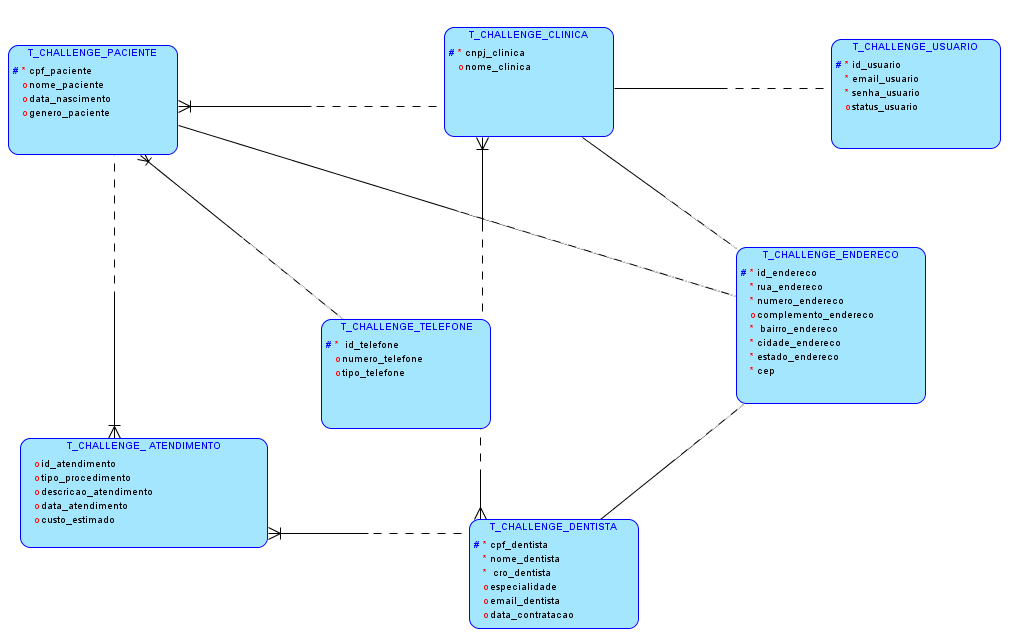 T_CHALLENGE_PACIENTE
# * cpf_paciente
o nome_paciente
o data_nascimento
o genero_paciente
T_CHALLENGE_CLINICA
# * cnpj_clinica
o nome_clinica
T_CHALLENGE_USUARIO
# * id_usuario
* email_usuario
* senha_usuario
o status_usuario
T_CHALLENGE_ENDERECO
# * id_endereco
* rua_endereco
* numero_endereco
o complemento_endereco
* bairro_endereco
* cidade_endereco
* estado_endereco
* cep
T_CHALLENGE_TELEFONE
# * id_telefone
o numero_telefone
o tipo_telefone
T_CHALLENGE_ ATENDIMENTO
o id_atendimento
o tipo_procedimento
o descricao_atendimento
o data_atendimento
o custo_estimado
T_CHALLENGE_DENTISTA
# * cpf_dentista
* nome_dentista
* cro_dentista
o especialidade
o email_dentista
o data_contratacao